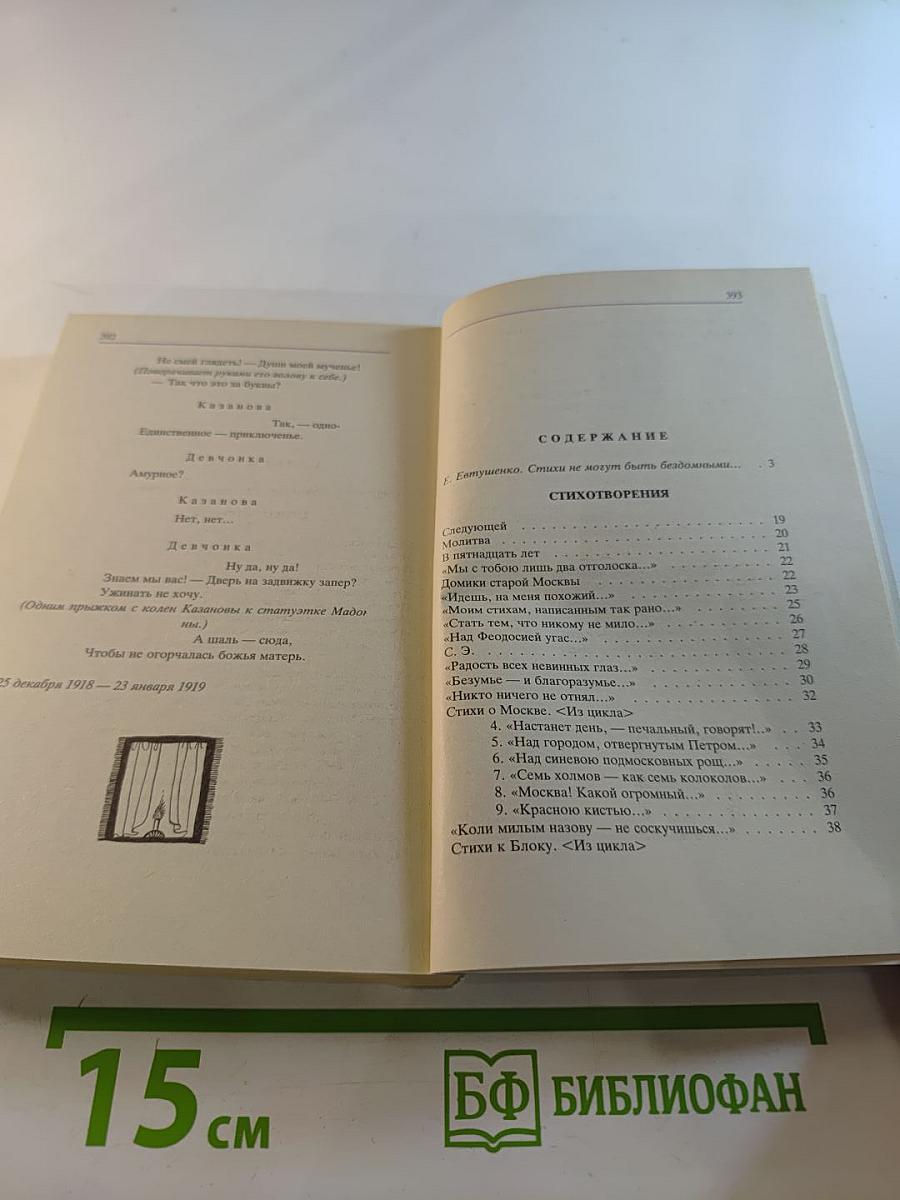 392
Не смей глядеть! — Души моей мученье!
(Поворачивает руками его голову к себе.)
— Так что это за буквы?
Казанова
Так, — одно-
Единственное — приключенье.
Девчонка
Амурное?
Казанова
Нет, нет...
Девчонка
Ну да, ну да!
Знаем мы вас! — Дверь на задвижку запер?
Уживать не хочу.
(Одним прыжком с колен Казановы к статуэтке Мадон
ны.)
А шаль — сюда,
Чтобы не огорчалась божья матерь.
25 декабря 1918 — 23 января 1919
393
СОДЕРЖАНИЕ
Е. Евтушенко. Стихи не могут быть бездомными... . 3
СТИХОТВОРЕНИЯ
Следующей . . . . . . . . . . . . . . . . . . . . 19
Молитва . . . . . . . . . . . . . . . . . . . . 20
В пятнадцать лет . . . . . . . . . . . . . . . . . 21
«Мы с тобою лишь два отголоска...» . . . . . . . . 22
Домики старой Москвы . . . . . . . . . . . . . . 22
«Идешь, на меня похожий...» . . . . . . . . . . . 23
«Моим стихам, написанным так рано...» . . . . . . 25
«Стать тем, что никому не мило...» . . . . . . . . 26
«Над Феодосией угас...» . . . . . . . . . . . . . 27
С. Э. . . . . . . . . . . . . . . . . . . . . . . 28
«Радость всех невинных глаз...» . . . . . . . . . 29
«Безумье — и благоразумье...» . . . . . . . . . . 30
«Никто ничего не отнял...» . . . . . . . . . . . 32
Стихи о Москве. <Из цикла>
4. «Настанет день, — печальный, говорят!..» . . 33
5. «Над городом, отвергнутым Петром...» . . . 34
6. «Над синевою подмосковных рощ...» . . . . . 35
7. «Семь холмов — как семь колоколов...» . . . 36
8. «Москва! Какой огромный...» . . . . . . . . 36
9. «Красною кистью...» . . . . . . . . . . . . 37
«Коли милым назову — не соскучишься...» . . . . . . 38
Стихи к Блоку. <Из цикла>
15 см
БФ БИБЛИОФАН